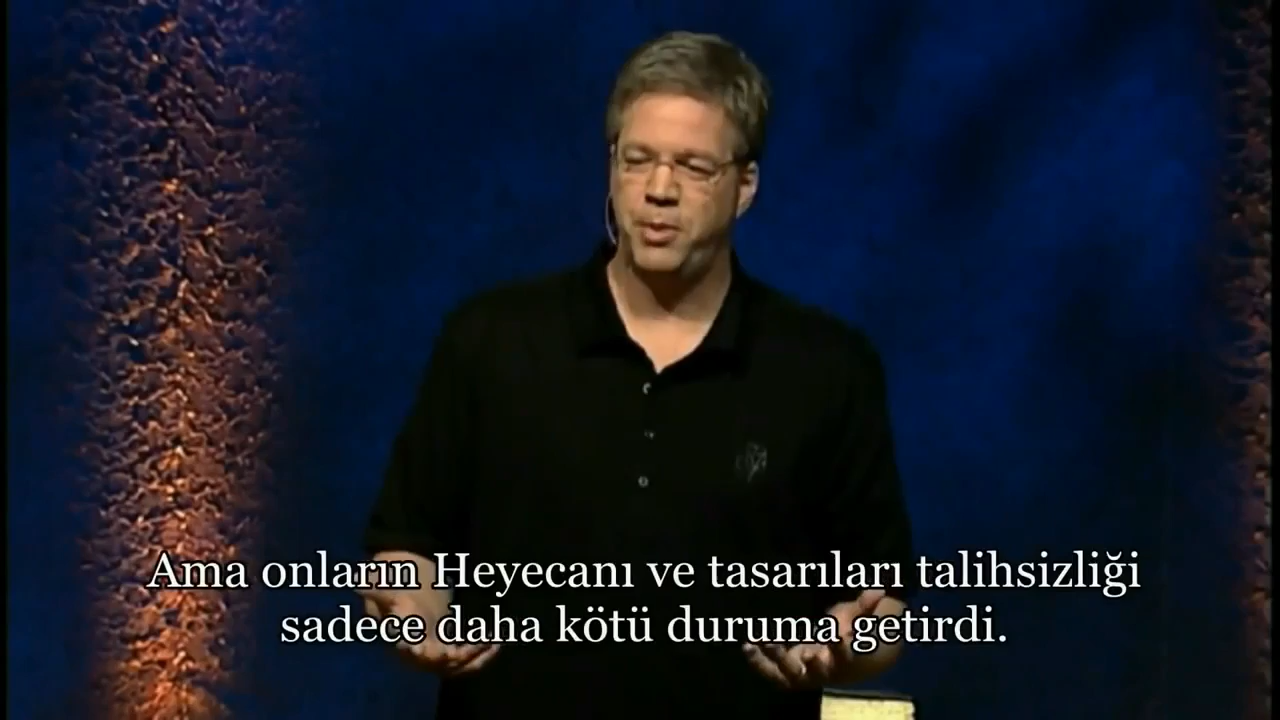 Ama onların Heyecanı ve tasarıları talihsizliği
sadece daha kötü duruma getirdi.